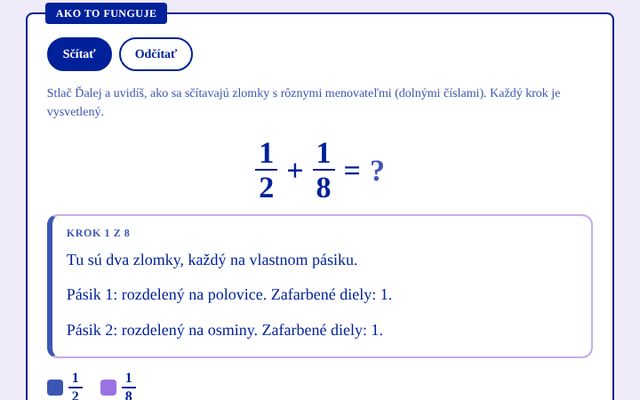 AKO TO FUNGUJE
Sčítať Odčítať
Stlač Ďalej a uvidíš, ako sa sčítavajú zlomky s rôznymi menovateľmi (dolnými číslami). Každý krok je
vysvetlený.
1/2 + 1/8 = ?
KROK 1 Z 8
Tu sú dva zlomky, každý na vlastnom pásiku.
Pásik 1: rozdelený na polovice. Zafarbené diely: 1.
Pásik 2: rozdelený na osminy. Zafarbené diely: 1.
1/2 1/8